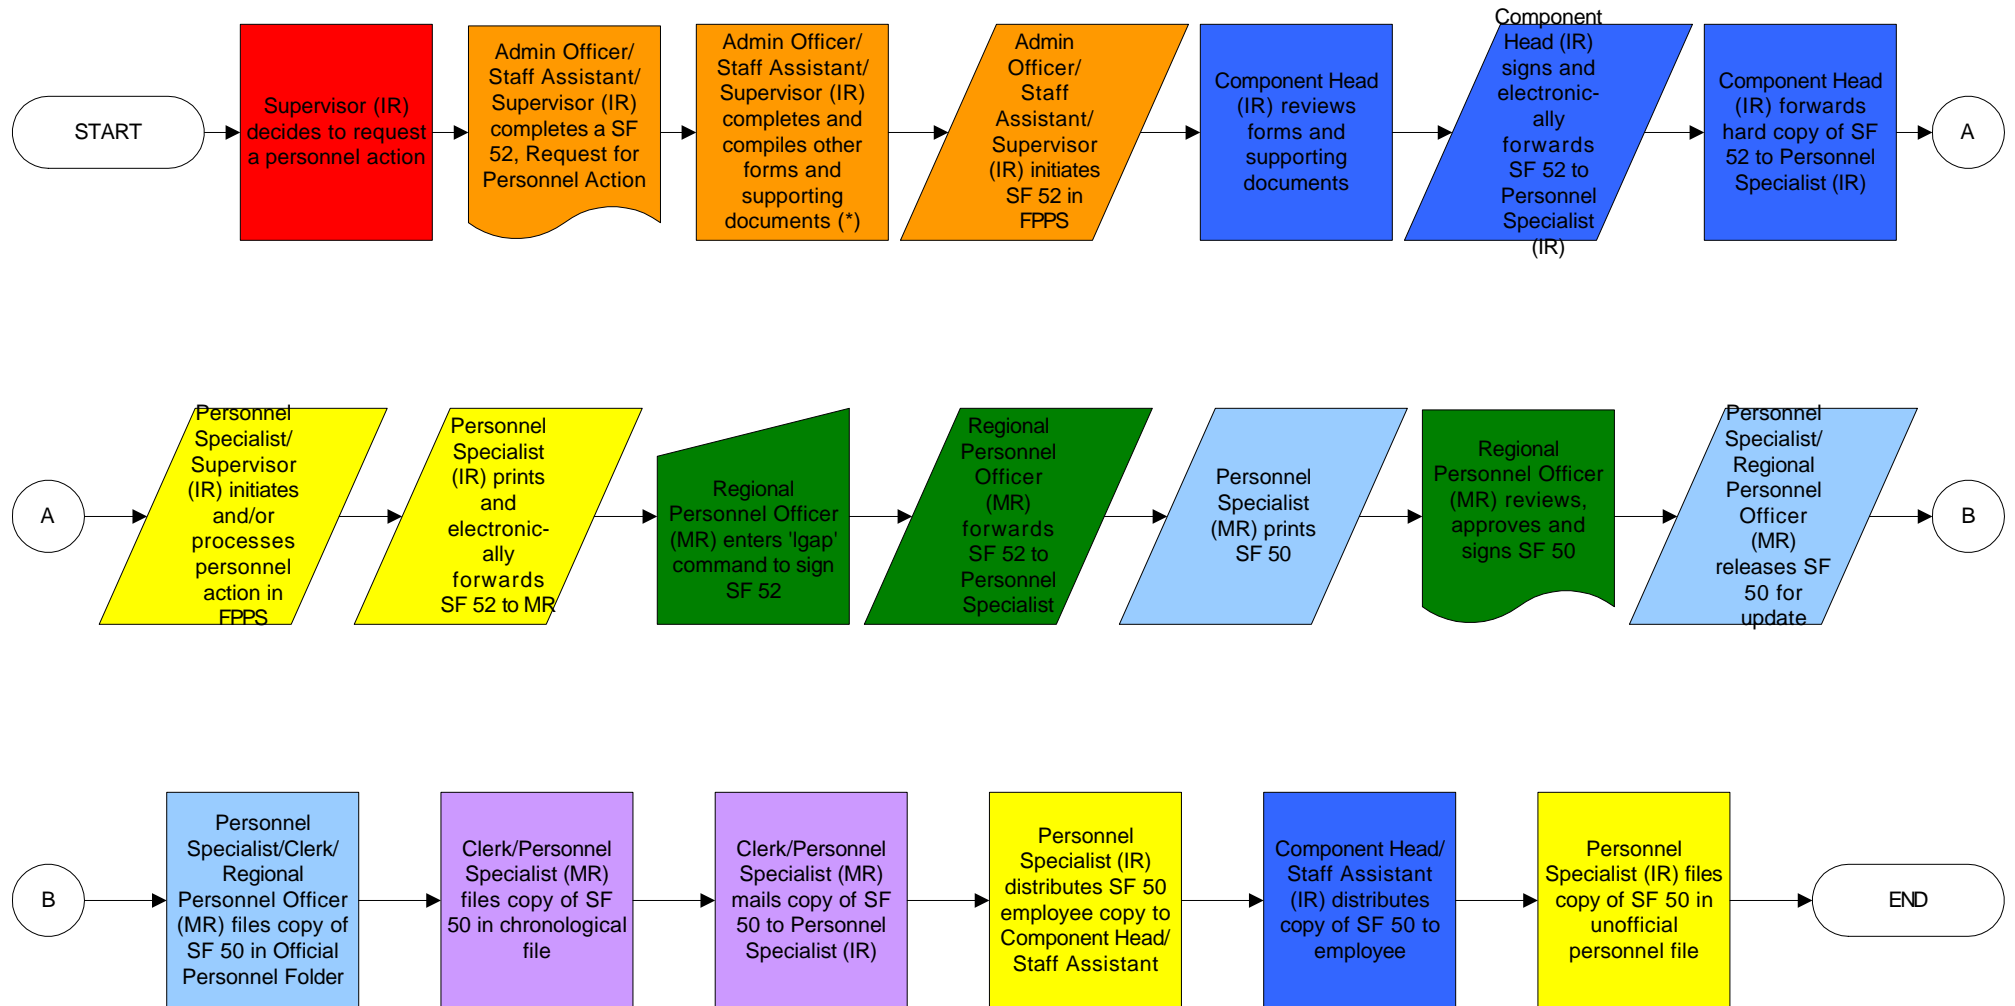 START
Supervisor (IR)
decides to request
a personnel action
Admin Officer/
Staff Assistant/
Supervisor (IR)
completes a SF
52, Request for
Personnel Action
Admin Officer/
Staff Assistant/
Supervisor (IR)
completes and
compiles other
forms and
supporting
documents (*)
Admin
Officer/
Staff
Assistant/
Supervisor
(IR) initiates
SF 52 in
FPPS
Component Head
(IR) reviews
forms and
supporting
documents
Component
Head (IR)
signs and
electronic-
ally
forwards
SF 52 to
Personnel
Specialist
(IR)
Component Head
(IR) forwards
hard copy of SF
52 to Personnel
Specialist (IR)
A
A
Personnel
Specialist/
Supervisor
(IR) initiates
and/or
processes
personnel
action in
FPPS
Personnel
Specialist
(IR) prints
and
electronic-
ally
forwards
SF 52 to MR
Regional
Personnel Officer
(MR) enters 'lgap'
command to sign
SF 52
Regional
Personnel
Officer
(MR)
forwards
SF 52 to
Personnel
Specialist
Personnel
Specialist
(MR) prints
SF 50
Regional
Personnel Officer
(MR) reviews,
approves and
signs SF 50
Personnel
Specialist/
Regional
Personnel
Officer
(MR)
releases SF
50 for
update
B
B
Personnel
Specialist/Clerk/
Regional
Personnel Officer
(MR) files copy of
SF 50 in Official
Personnel Folder
Clerk/Personnel
Specialist (MR)
files copy of SF
50 in chronological
file
Clerk/Personnel
Specialist (MR)
mails copy of SF
50 to Personnel
Specialist (IR)
Personnel
Specialist (IR)
distributes SF 50
employee copy to
Component Head/
Staff Assistant
Component Head/
Staff Assistant
(IR) distributes
copy of SF 50 to
employee
Personnel
Specialist (IR) files
copy of SF 50 in
unofficial
personnel file
END